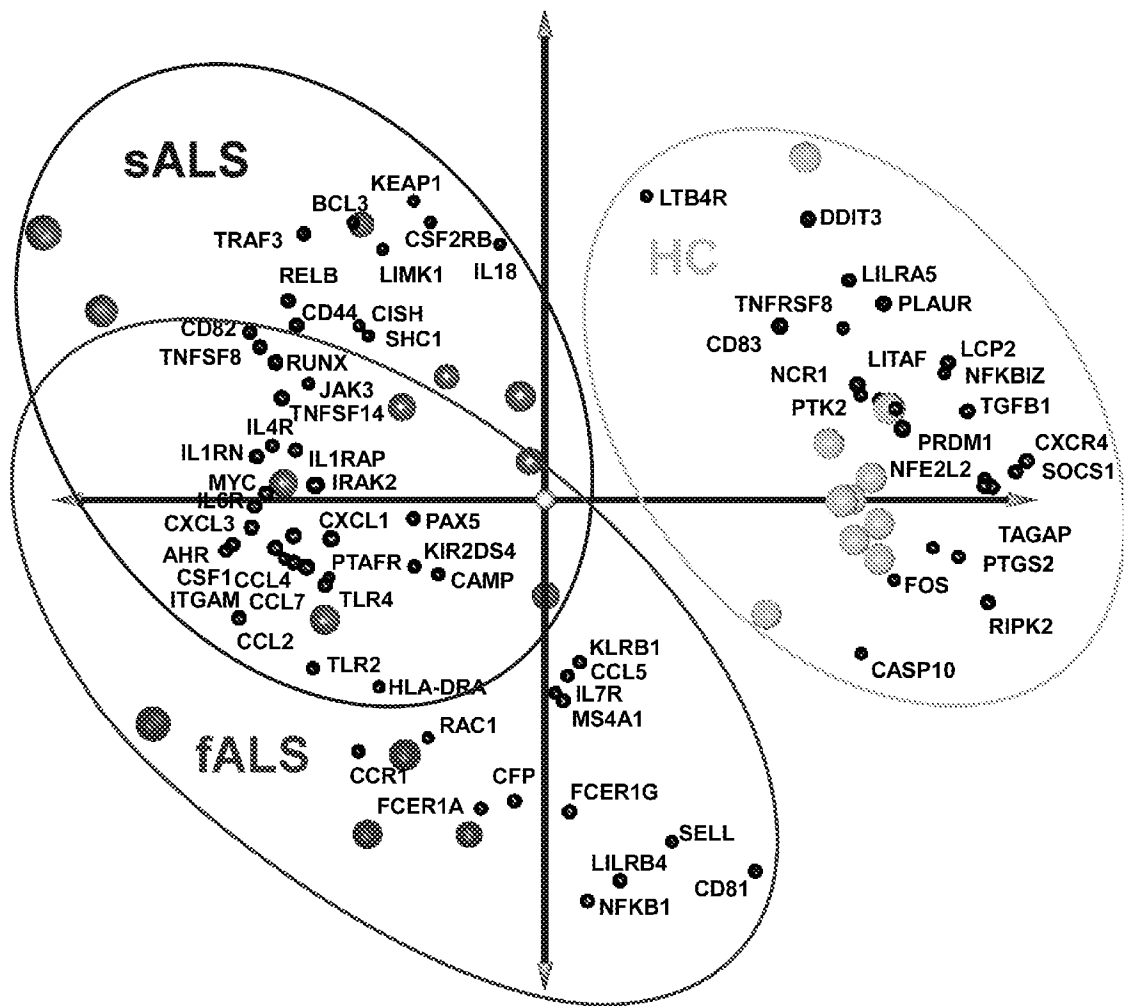 sALS
KEAP1
BCL3
TRAF3
CSF2RB
LIMK1
IL18
RELB
CD44
CISH
CD82
SHC1
TNFSF8
RUNX
JAK3
TNFSF14
IL4R
IL1RN
IL1RAP
MYC
IRAK2
IL6R
CXCL3
CXCL1
PAX5
AHR
PTAFR
KIR2DS4
CSF1
CCL4
CAMP
ITGAM
CCL7
TLR4
CCL2
TLR2
HLA-DRA
fALS
RAC1
CCR1
CFP
FCER1A
KLRB1
CCL5
IL7R
MS4A1
FCER1G
SELL
LILRB4
CD81
NFKB1
HC
LTB4R
DDIT3
LILRA5
TNFRSF8
PLAUR
CD83
LITAF
LCP2
NCR1
NFKBIZ
PTK2
TGFB1
PRDM1
CXCR4
NFE2L2
SOCS1
TAGAP
PTGS2
FOS
RIPK2
CASP10